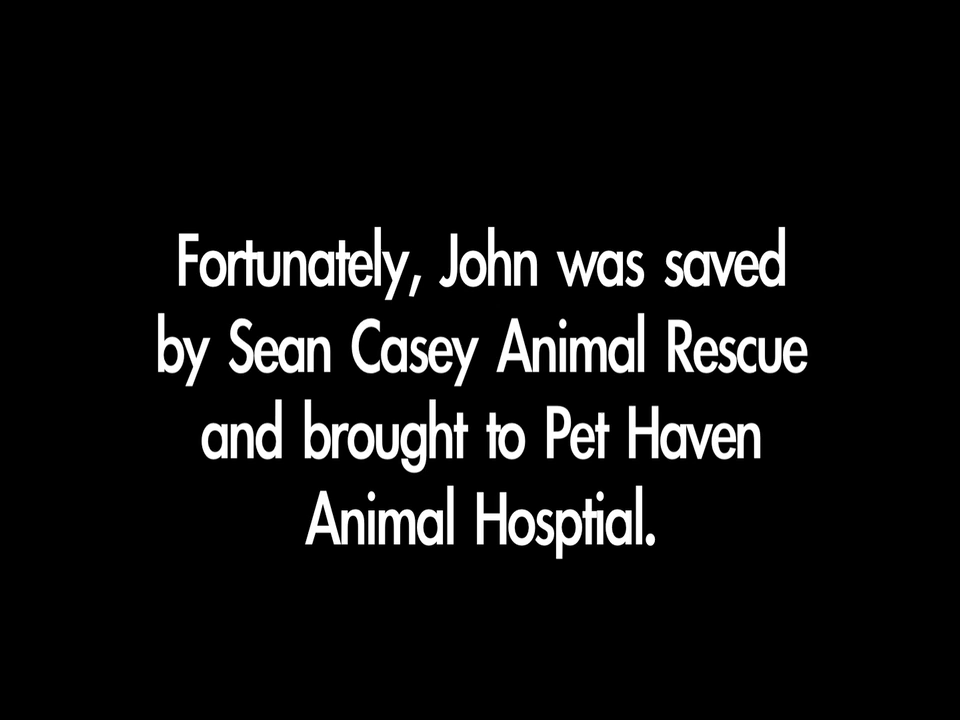 Fortunately, John was saved
by Sean Casey Animal Rescue
and brought to Pet Haven
Animal Hosptial.